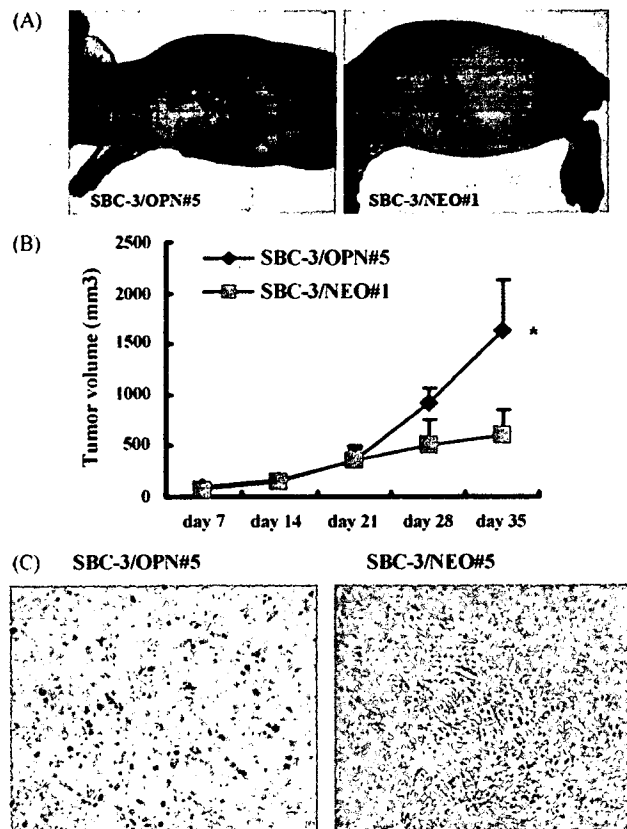 (A)
SBC-3/OPN#5
SBC-3/NEO#1
(B)
Tumor volume (mm3)
2500
2000
1500
1000
500
0
SBC-3/OPN#5
SBC-3/NEO#1
*
day 7 day 14 day 21 day 28 day 35
(C)
SBC-3/OPN#5
SBC-3/NEO#5